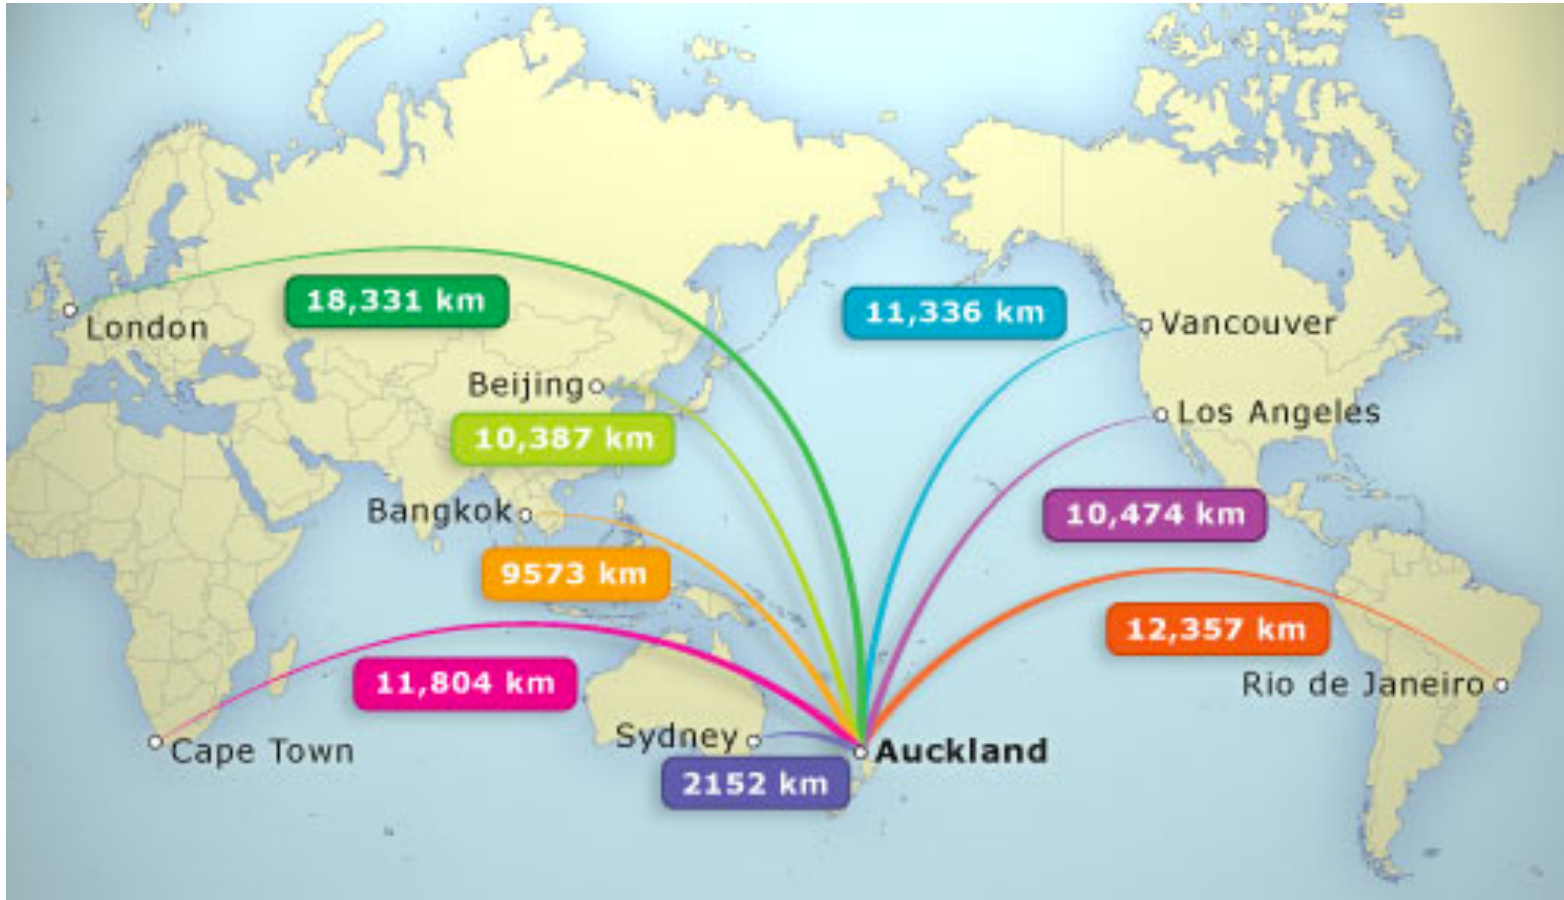 18,331 km
11,336 km
London
Vancouver
Beijing
Los Angeles
10,387 km
Bangkok
10,474 km
9573 km
12,357 km
11,804 km
Rio de Janeiro
Sydney
Cape Town
Auckland
2152 km